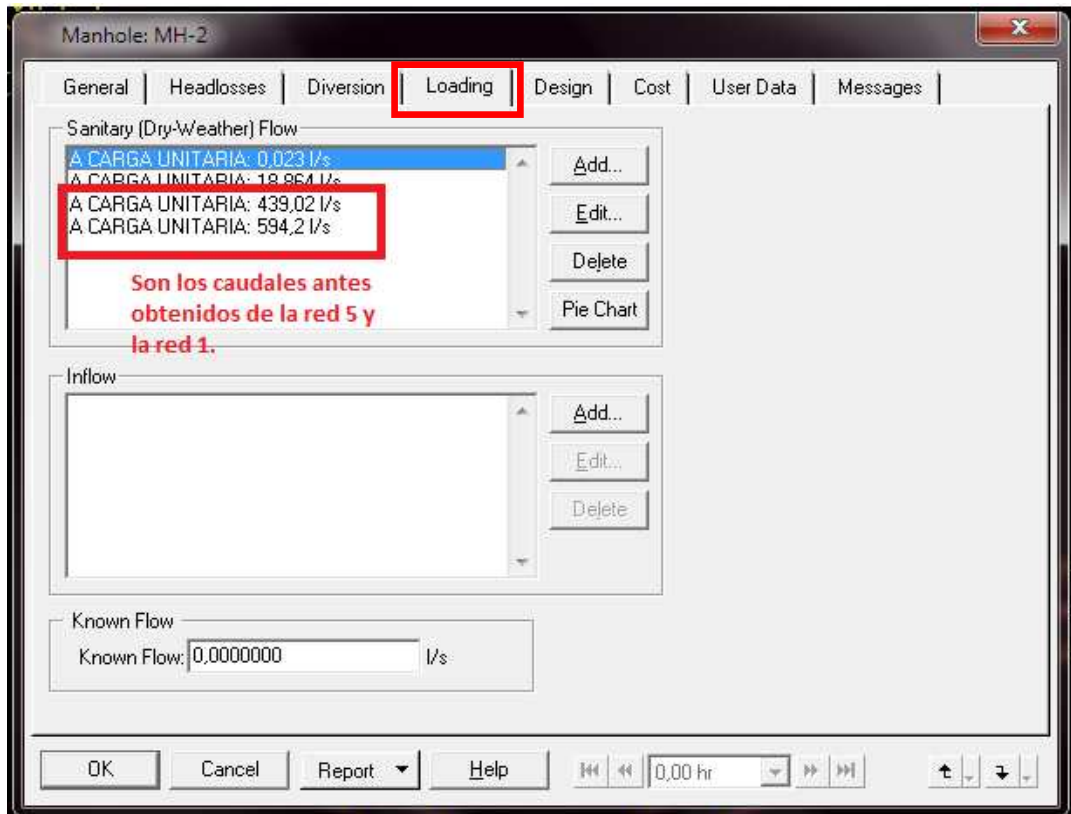 Manhole: MH-2
General Headlosses Diversion Loading Design Cost User Data Messages
Sanitary (Dry-Weather) Flow
A CARGA UNITARIA: 0,023 l/s
A CARGA UNITARIA: 18,964 l/s
A CARGA UNITARIA: 439,02 l/s
A CARGA UNITARIA: 594,2 l/s
Add...
Edit...
Delete
Pie Chart
Son los caudales antes
obtenidos de la red 5 y
la red 1.
Inflow
Add...
Edit...
Delete
Known Flow
Known Flow: 0,0000000 l/s
OK Cancel Report Help 0,00 hr